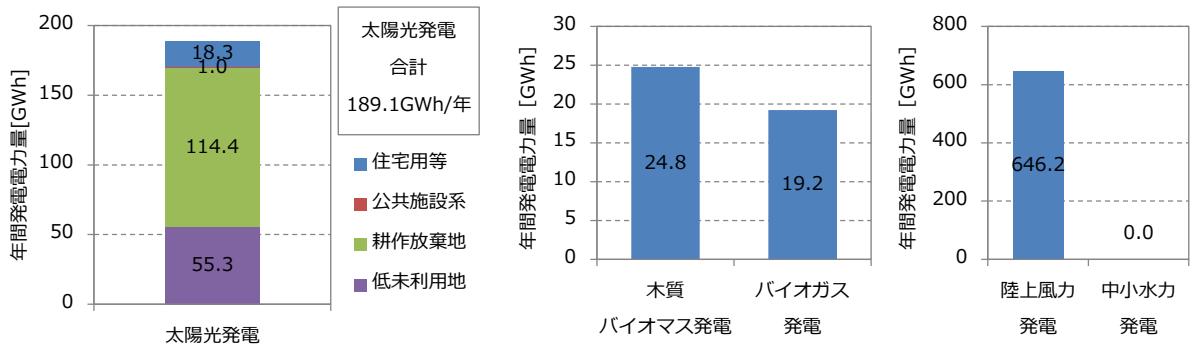 年間発電電力量[GWh]
200
150
100
50
0
18.3
1.0
114.4
55.3
太陽光発電
太陽光発電
合計
189.1GWh/年
住宅用等
公共施設系
耕作放棄地
低未利用地
年間発電電力量 [GWh]
30
25
20
15
10
5
0
24.8
19.2
木質
バイオマス発電
バイオガス
発電
年間発電電力量 [GWh]
800
600
400
200
0
646.2
0.0
陸上風力
発電
中小水力
発電